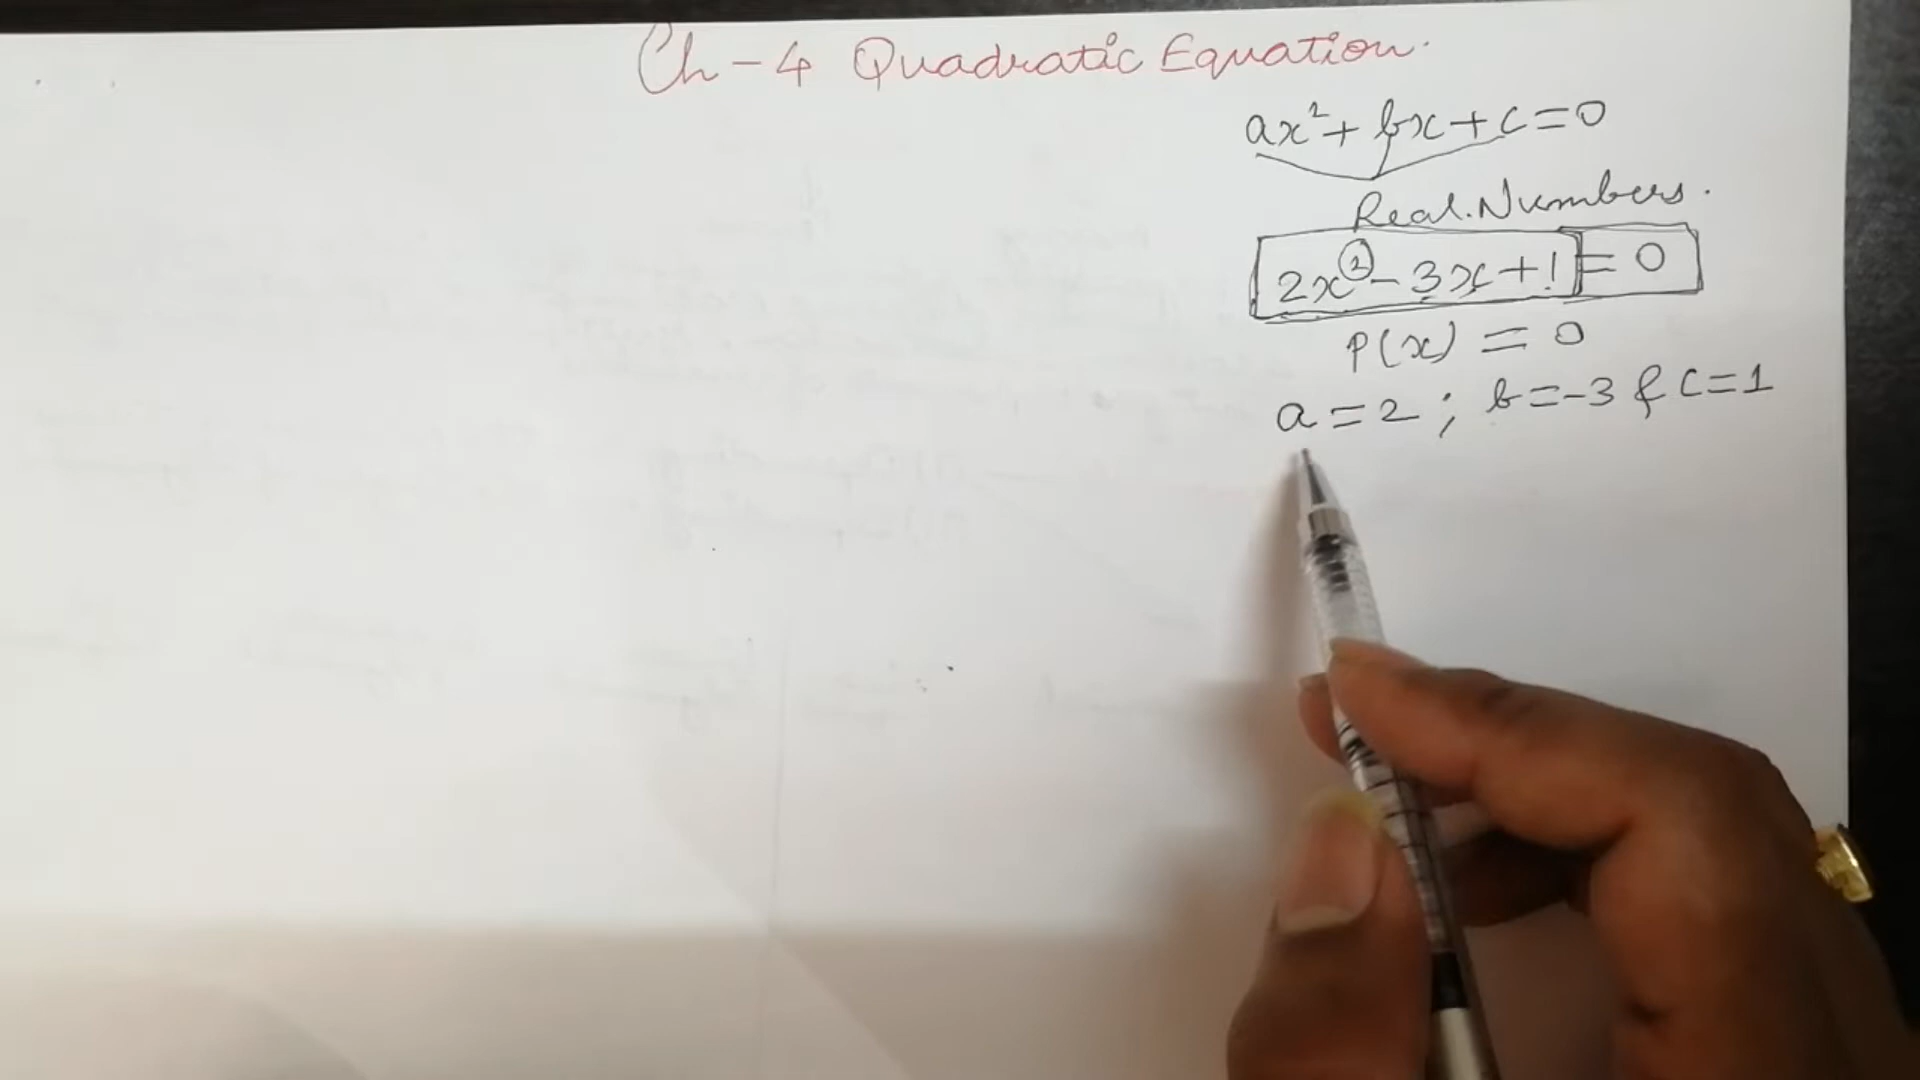 Ch - 4 Quadratic Equation.
ax² + bx + c = 0
Real. Numbers.
2x² - 3x + 1 = 0
P(x) = 0
a = 2 ; b = -3 & c = 1